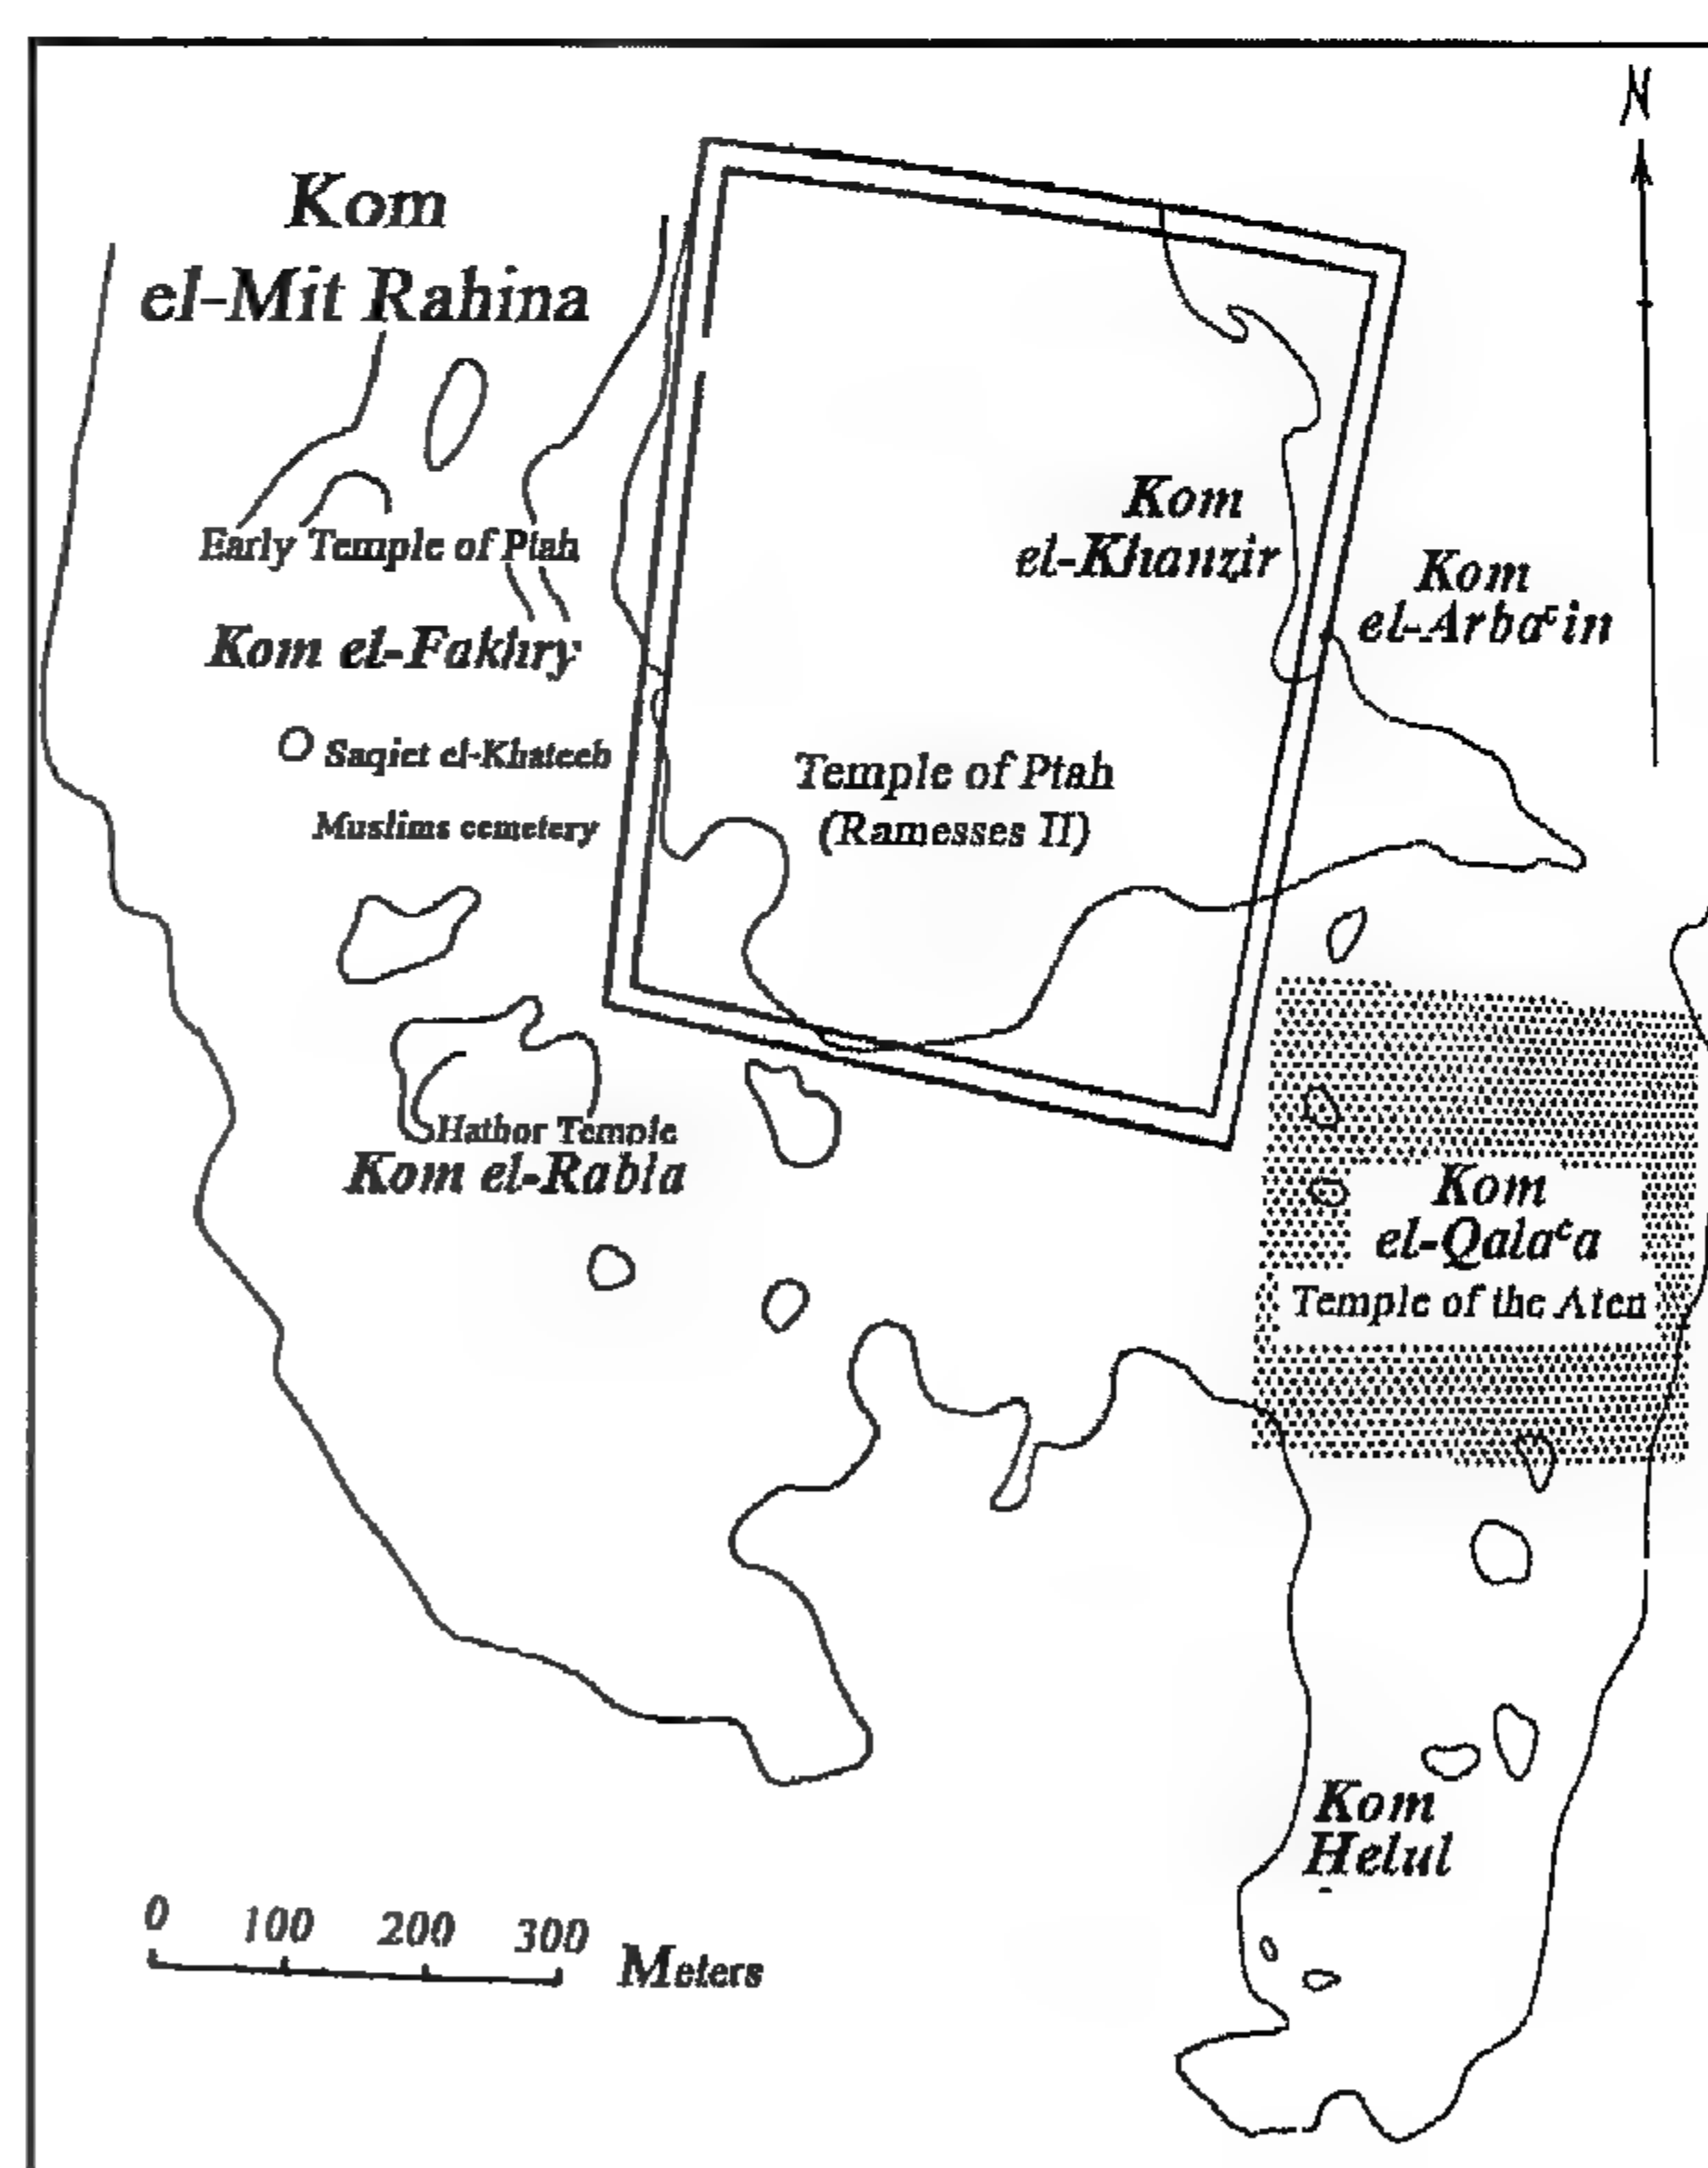 N
Kom
el-Mit Rahina
Kom
el-Khanzir
Kom
el-Arbaᶜin
Early Temple of Ptah
Kom el-Fakhry
Saqiet el-Khateeb
Muslims cemetery
Temple of Ptah
(Ramesses II)
Hathor Temple
Kom el-Rabia
Kom
el-Qalaᶜa
Temple of the Aten
Kom
Helul
0 100 200 300 Meters